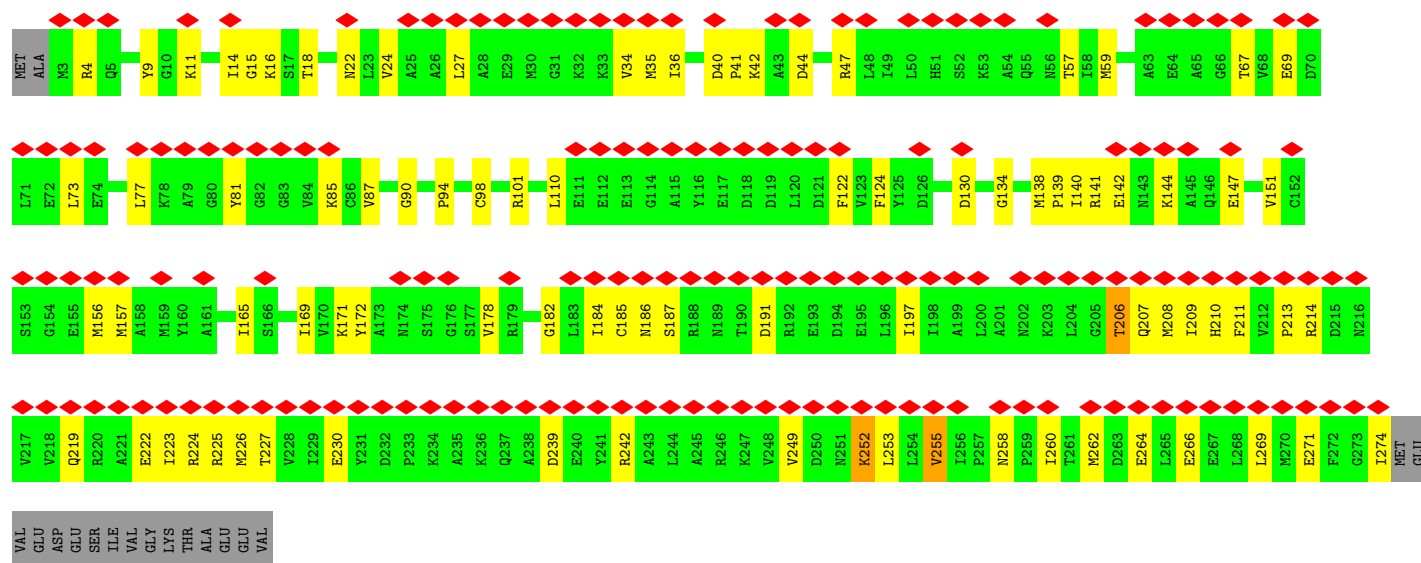 MET ALA M3 R4 Q5 Y9 G10 K11 I14 G15 K16 S17 T18 N22 L23 V24 A25 A26 L27 A28 E29 M30 G31 K32 K33 V34 M35 I36 D40 P41 K42 A43 D44 R47 L48 I49 L50 H51 S52 K53 A54 Q55 N56 T57 I58 M59 A63 E64 A65 G66 T67 V68 E69 D70
L71 E72 L73 E74 L77 K78 A79 G80 Y81 G82 G83 V84 K85 C86 V87 G90 P94 C98 R101 L110 E111 E112 E113 G114 A115 Y116 E117 D118 D119 L120 D121 F122 V123 F124 Y125 D126 D130 G134 M138 P139 I140 R141 E142 N143 K144 A145 Q146 E147 V151 C152
S153 G154 E155 M156 M157 A158 M159 Y160 A161 I165 S166 I169 V170 K171 Y172 A173 N174 S175 G176 S177 V178 R179 G182 L183 I184 C185 N186 S187 R188 N189 T190 D191 R192 E193 D194 E195 L196 I197 I198 A199 L200 A201 N202 K203 L204 G205 T206 Q207 M208 I209 H210 F211 V212 P213 R214 D215 N216
V217 V218 Q219 R220 A221 E222 I223 R224 R225 M226 T227 V228 I229 E230 Y231 D232 P233 K234 A235 K236 Q237 A238 D239 E240 Y241 R242 A243 L244 A245 R246 K247 V248 V249 D250 N251 K252 L253 L254 V255 I256 P257 N258 P259 I260 T261 M262 D263 E264 L265 E266 E267 L268 L269 M270 E271 F272 G273 I274 MET GLU
VAL GLU ASP GLU SER ILE VAL GLY LYS THR ALA GLU GLU VAL